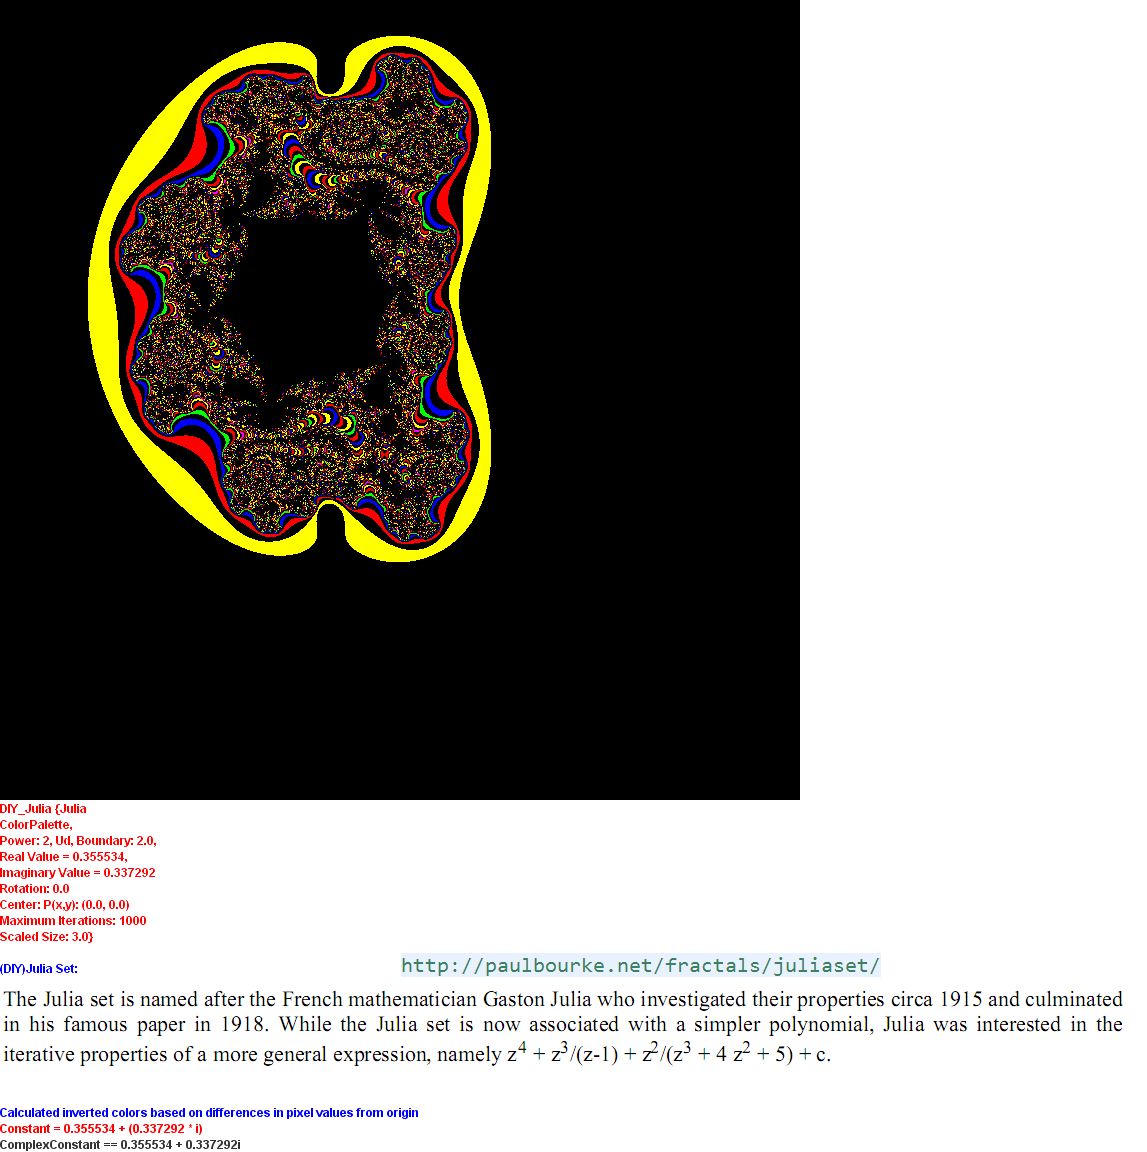 DIY_Julia {Julia
ColorPalette,
Power: 2, Ud, Boundary: 2.0,
Real Value = 0.355534,
Imaginary Value = 0.337292
Rotation: 0.0
Center: P(x,y): (0.0, 0.0)
Maximum Iterations: 1000
Scaled Size: 3.0}
(DIY)Julia Set:
http://paulbourke.net/fractals/juliaset/
The Julia set is named after the French mathematician Gaston Julia who investigated their properties circa 1915 and culminated
in his famous paper in 1918. While the Julia set is now associated with a simpler polynomial, Julia was interested in the
iterative properties of a more general expression, namely z⁴ + z³/(z-1) + z²/(z³ + 4 z² + 5) + c.
Calculated inverted colors based on differences in pixel values from origin
Constant = 0.355534 + (0.337292 * i)
ComplexConstant == 0.355534 + 0.337292i